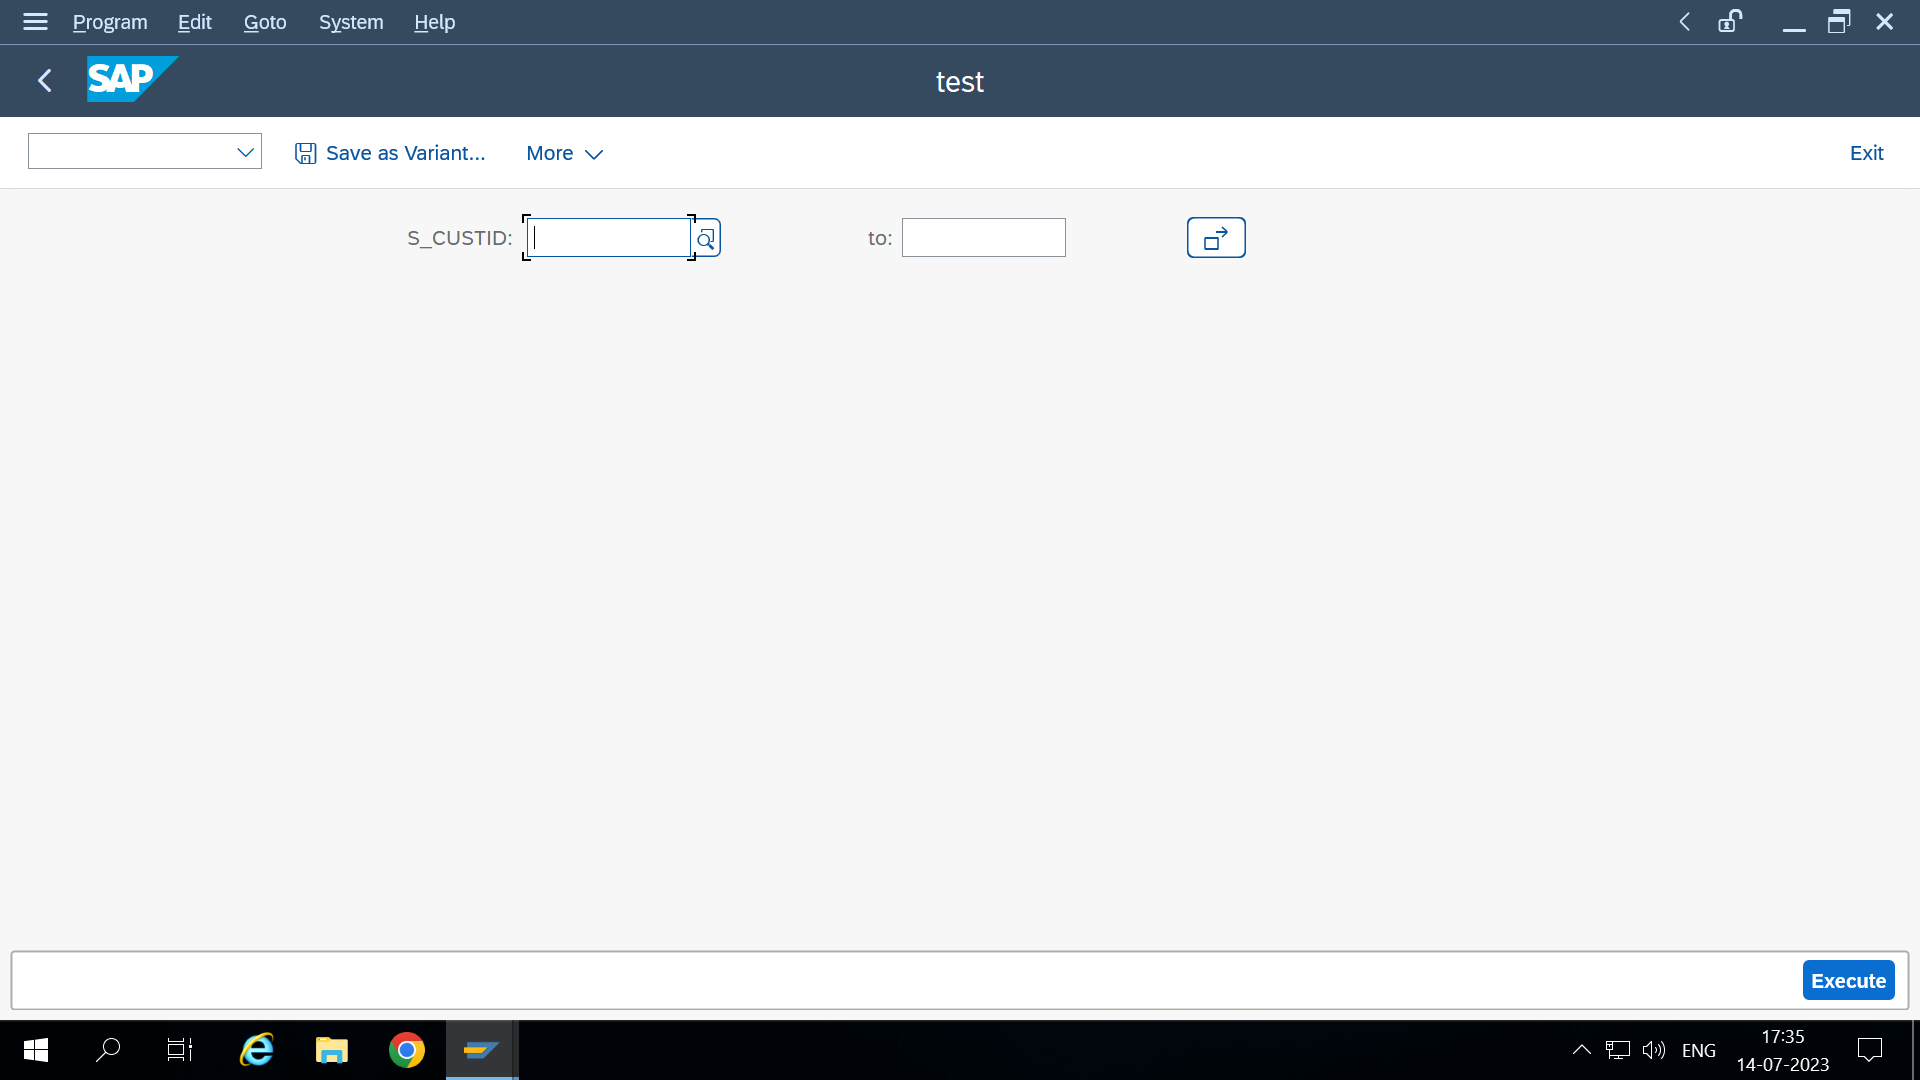 Program Edit Goto System Help
SAP
test
Save as Variant... More Exit
S_CUSTID: to:
Execute
ENG
17:35
14-07-2023